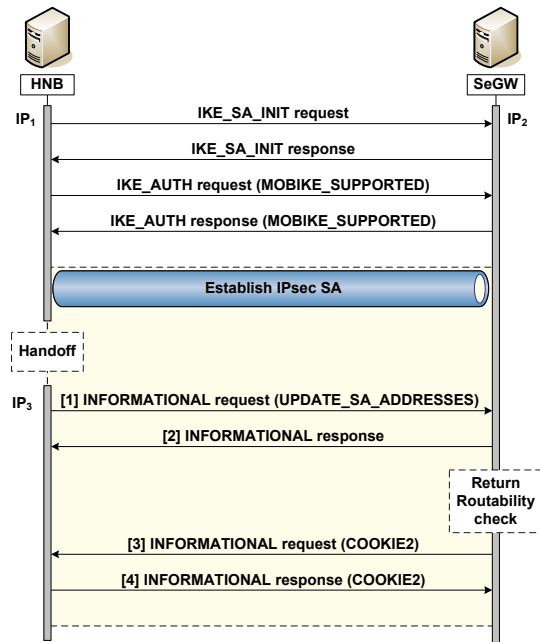 HNB
SeGW
IP1
IP2
IKE_SA_INIT request
IKE_SA_INIT response
IKE_AUTH request (MOBIKE_SUPPORTED)
IKE_AUTH response (MOBIKE_SUPPORTED)
Establish IPsec SA
Handoff
IP3
[1] INFORMATIONAL request (UPDATE_SA_ADDRESSES)
[2] INFORMATIONAL response
Return
Routability
check
[3] INFORMATIONAL request (COOKIE2)
[4] INFORMATIONAL response (COOKIE2)